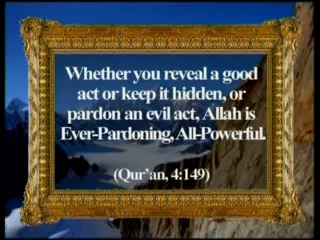 Whether you reveal a good
act or keep it hidden, or
pardon an evil act, Allah is
Ever-Pardoning, All-Powerful.
(Qur'an, 4:149)